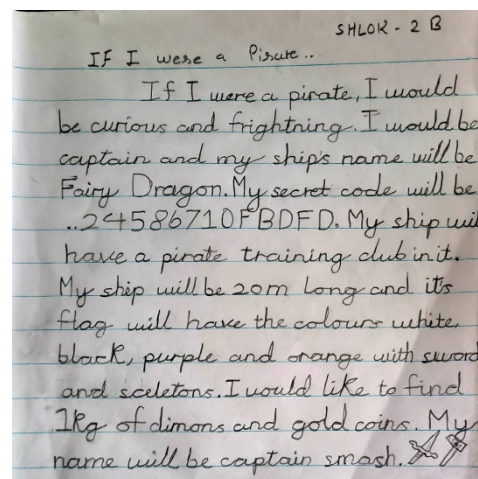 SHLOK - 2 B
If I were a Pirate...
If I were a pirate, I would
be curious and frightning. I would be
captain and my ship's name will be
Fairy Dragon. My secret code will be
..24586710FBDFD. My ship will
have a pirate training club in it.
My ship will be 20m long and its
flag will have the colours white,
black, purple and orange with sword
and sceletons. I would like to find
1kg of dimons and gold coins. My
name will be captain smash.